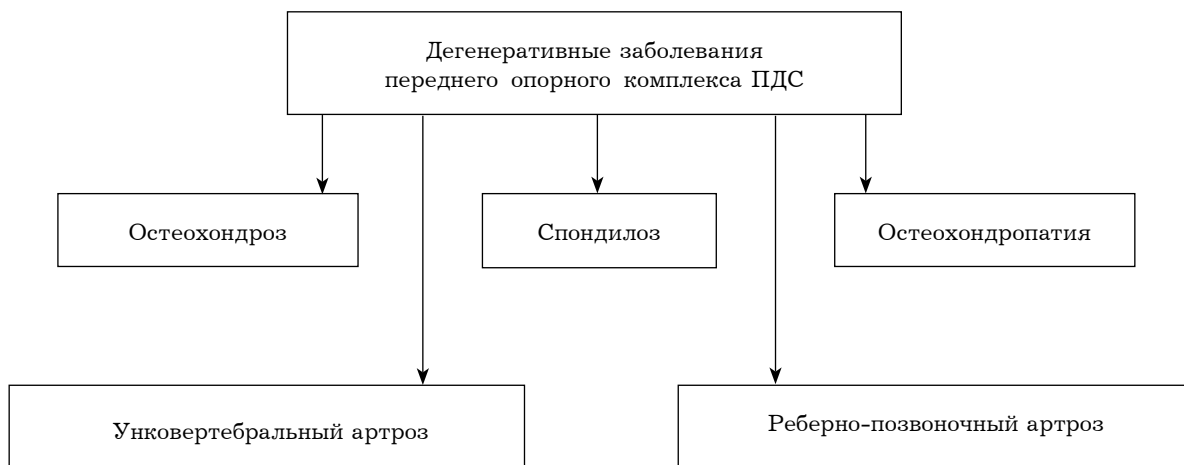 Дегенеративные заболевания
переднего опорного комплекса ПДС
Остеохондроз
Спондилоз
Остеохондропатия
Унковертебральный артроз
Реберно-позвоночный артроз